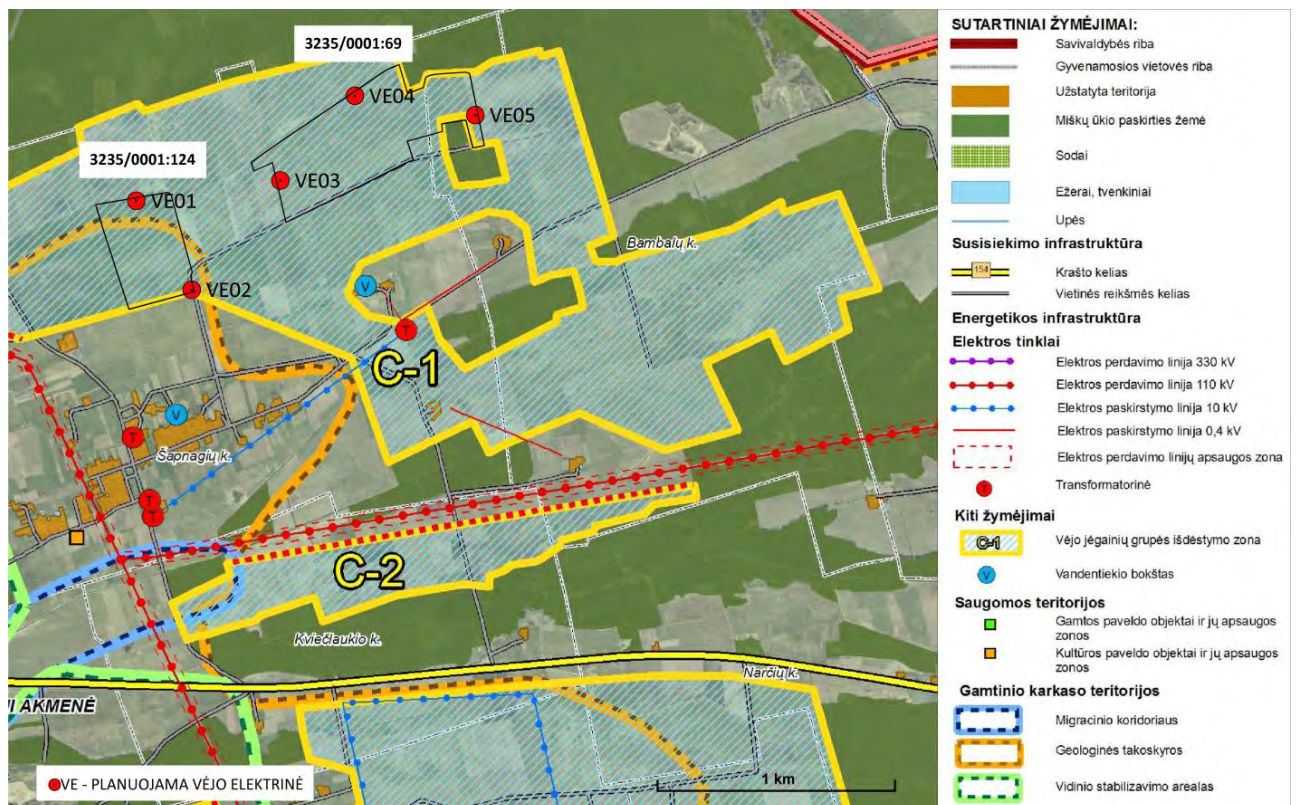 3235/0001:69
VE04
VE05
3235/0001:124
VE03
VE01
Bambalų k.
V
VE02
T
C-1
V
T
Šapnagių k.
T
T
C-2
Kviečlaukio k.
Narčių k.
I AKMENĖ
1 km
VE - PLANUOJAMA VĖJO ELEKTRINĖ
SUTARTINIAI ŽYMĖJIMAI:
Savivaldybės riba
Gyvenamosios vietovės riba
Užstatyta teritorija
Miškų ūkio paskirties žemė
Sodai
Ežerai, tvenkiniai
Upės
Susisiekimo infrastruktūra
154
Krašto kelias
Vietinės reikšmės kelias
Energetikos infrastruktūra
Elektros tinklai
Elektros perdavimo linija 330 kV
Elektros perdavimo linija 110 kV
Elektros paskirstymo linija 10 kV
Elektros paskirstymo linija 0,4 kV
Elektros perdavimo linijų apsaugos zona
T
Transformatorinė
Kiti žymėjimai
C-1
Vėjo jėgainių grupės išdėstymo zona
V
Vandentiekio bokštas
Saugomos teritorijos
Gamtos paveldo objektai ir jų apsaugos
zonos
Kultūros paveldo objektai ir jų apsaugos
zonos
Gamtinio karkaso teritorijos
Migracinio koridoriaus
Geologinės takoskyros
Vidinio stabilizavimo arealas